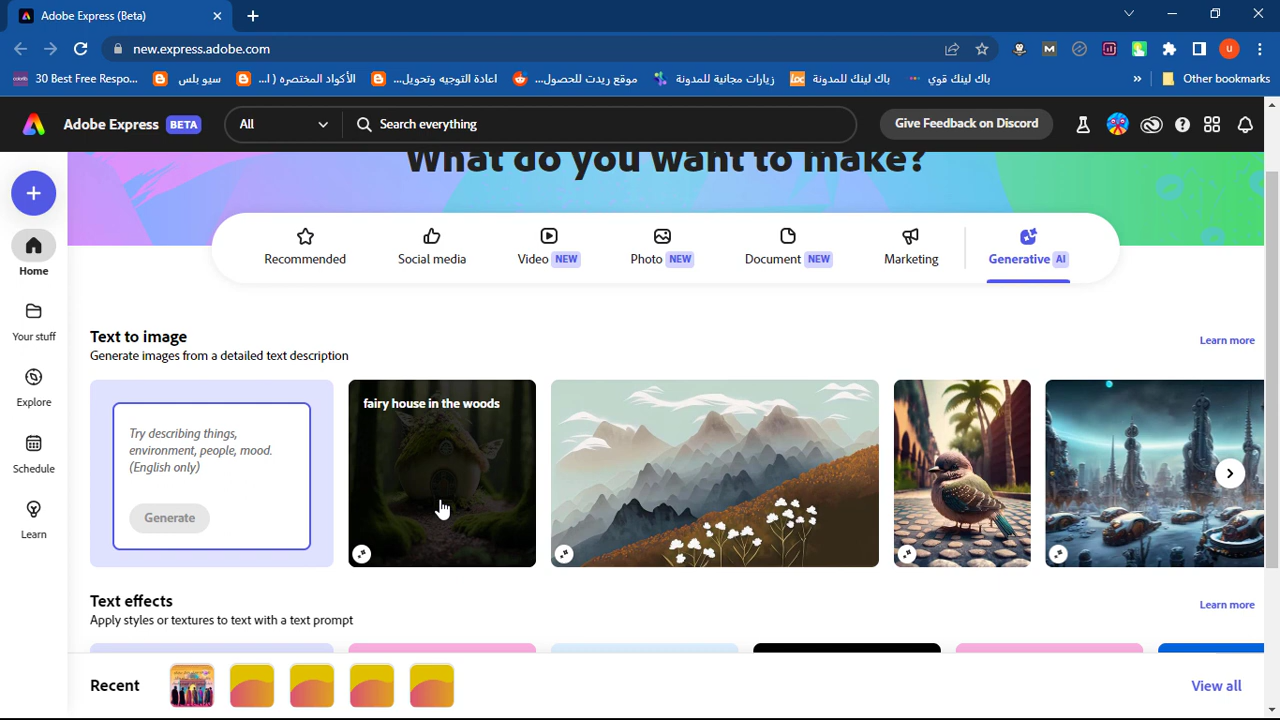 Adobe Express (Beta)
new.express.adobe.com
30 Best Free Respo...
سيو بلس
الأكواد المختصره ( ا...
اعادة التوجيه وتحويل...
موقع ريدت للحصول...
زيارات مجانية للمدونة
باك لينك للمدونة
باك لينك قوي
Other bookmarks
Adobe Express BETA
All
Search everything
Give Feedback on Discord
What do you want to make?
Home
Your stuff
Explore
Schedule
Learn
Recommended
Social media
Video NEW
Photo NEW
Document NEW
Marketing
Generative AI
Text to image
Generate images from a detailed text description
Learn more
Try describing things,
environment, people, mood.
(English only)
Generate
fairy house in the woods
Text effects
Apply styles or textures to text with a text prompt
Learn more
Recent
View all